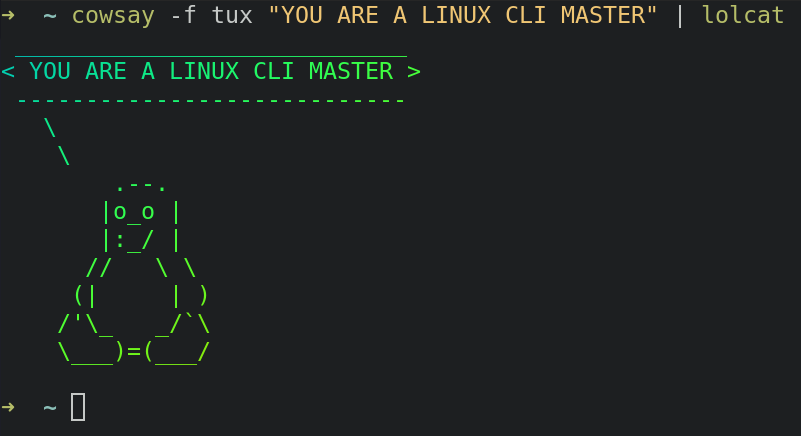 ➜  ~ cowsay -f tux "YOU ARE A LINUX CLI MASTER" | lolcat
 ____________________________
< YOU ARE A LINUX CLI MASTER >
 ----------------------------
   \
    \
        .--.
       |o_o |
       |:_/ |
      //   \ \
     (|     | )
    /'\_   _/`\
    \___)=(___/

➜  ~